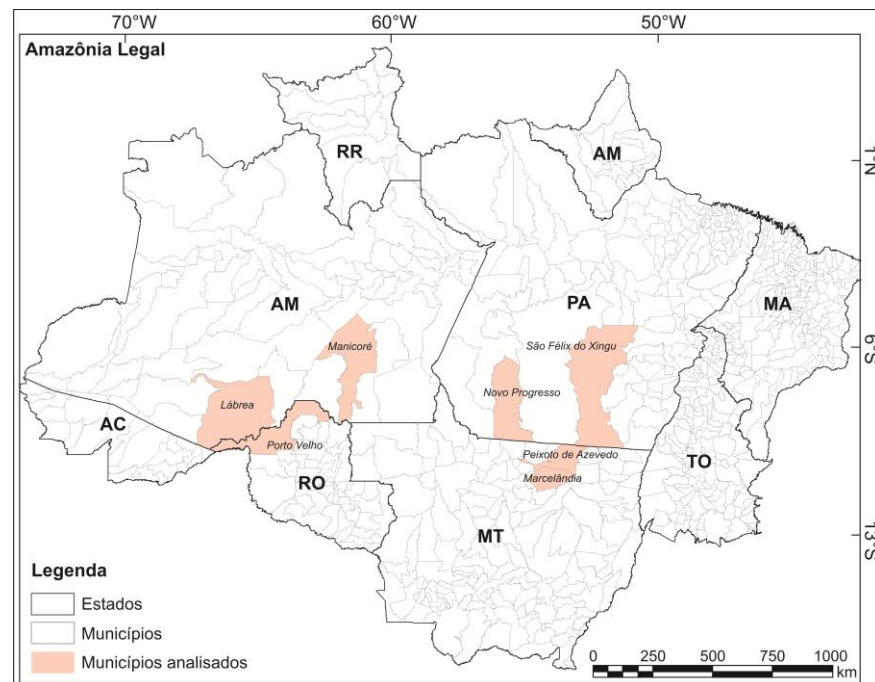 70°W 60°W 50°W
Amazônia Legal
RR
AM
1°N
AM
PA
MA
Manicoré
São Félix do Xingu
6°S
Novo Progresso
Lábrea
AC
Porto Velho
Peixoto de Azevedo
TO
RO
Marcelândia
MT
13°S
Legenda
Estados
Municípios
Municípios analisados
0 250 500 750 1000
km